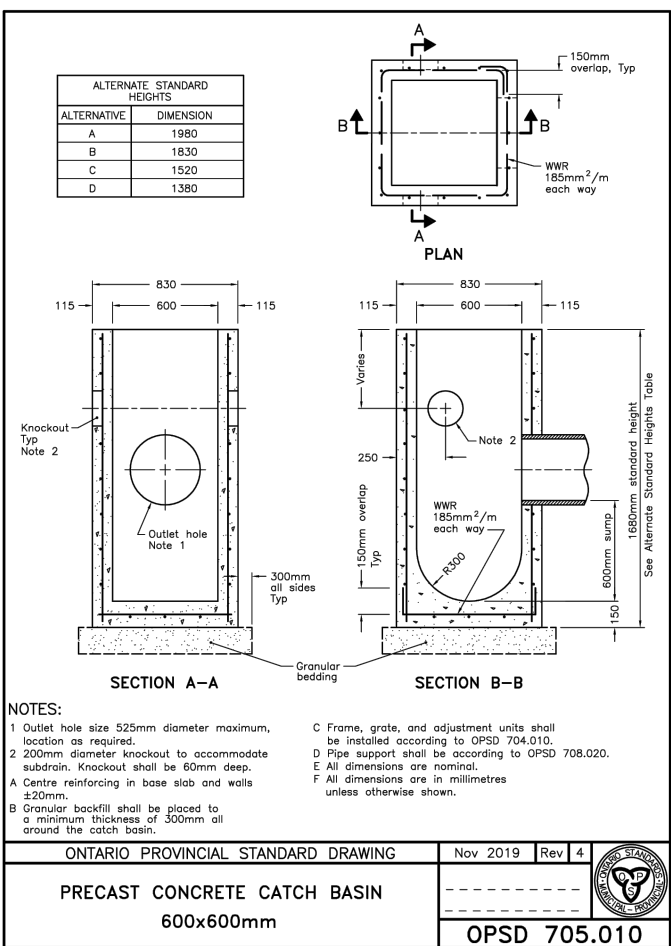 ALTERNATE STANDARD
HEIGHTS
ALTERNATIVE DIMENSION
A 1980
B 1830
C 1520
D 1380
A
150mm
overlap, Typ
B
B
WWR
185mm²/m
each way
A
PLAN
830
115 600 115
Knockout
Typ
Note 2
Outlet hole
Note 1
300mm
all sides
Typ
SECTION A–A
830
115 600 115
Varies
Note 2
250
150mm overlap
Typ
WWR
185mm²/m
each way
R300
600mm sump
150
1680mm standard height
See Alternate Standard Heights Table
Granular
bedding
SECTION B–B
NOTES:
1 Outlet hole size 525mm diameter maximum,
location as required.
2 200mm diameter knockout to accommodate
subdrain. Knockout shall be 60mm deep.
A Centre reinforcing in base slab and walls
±20mm.
B Granular backfill shall be placed to
a minimum thickness of 300mm all
around the catch basin.
C Frame, grate, and adjustment units shall
be installed according to OPSD 704.010.
D Pipe support shall be according to OPSD 708.020.
E All dimensions are nominal.
F All dimensions are in millimetres
unless otherwise shown.
ONTARIO PROVINCIAL STANDARD DRAWING
Nov 2019 Rev 4
PRECAST CONCRETE CATCH BASIN
600x600mm
OPSD 705.010
ONTARIO STANDARDS
MUNICIPAL – PROVINCIAL
O P S